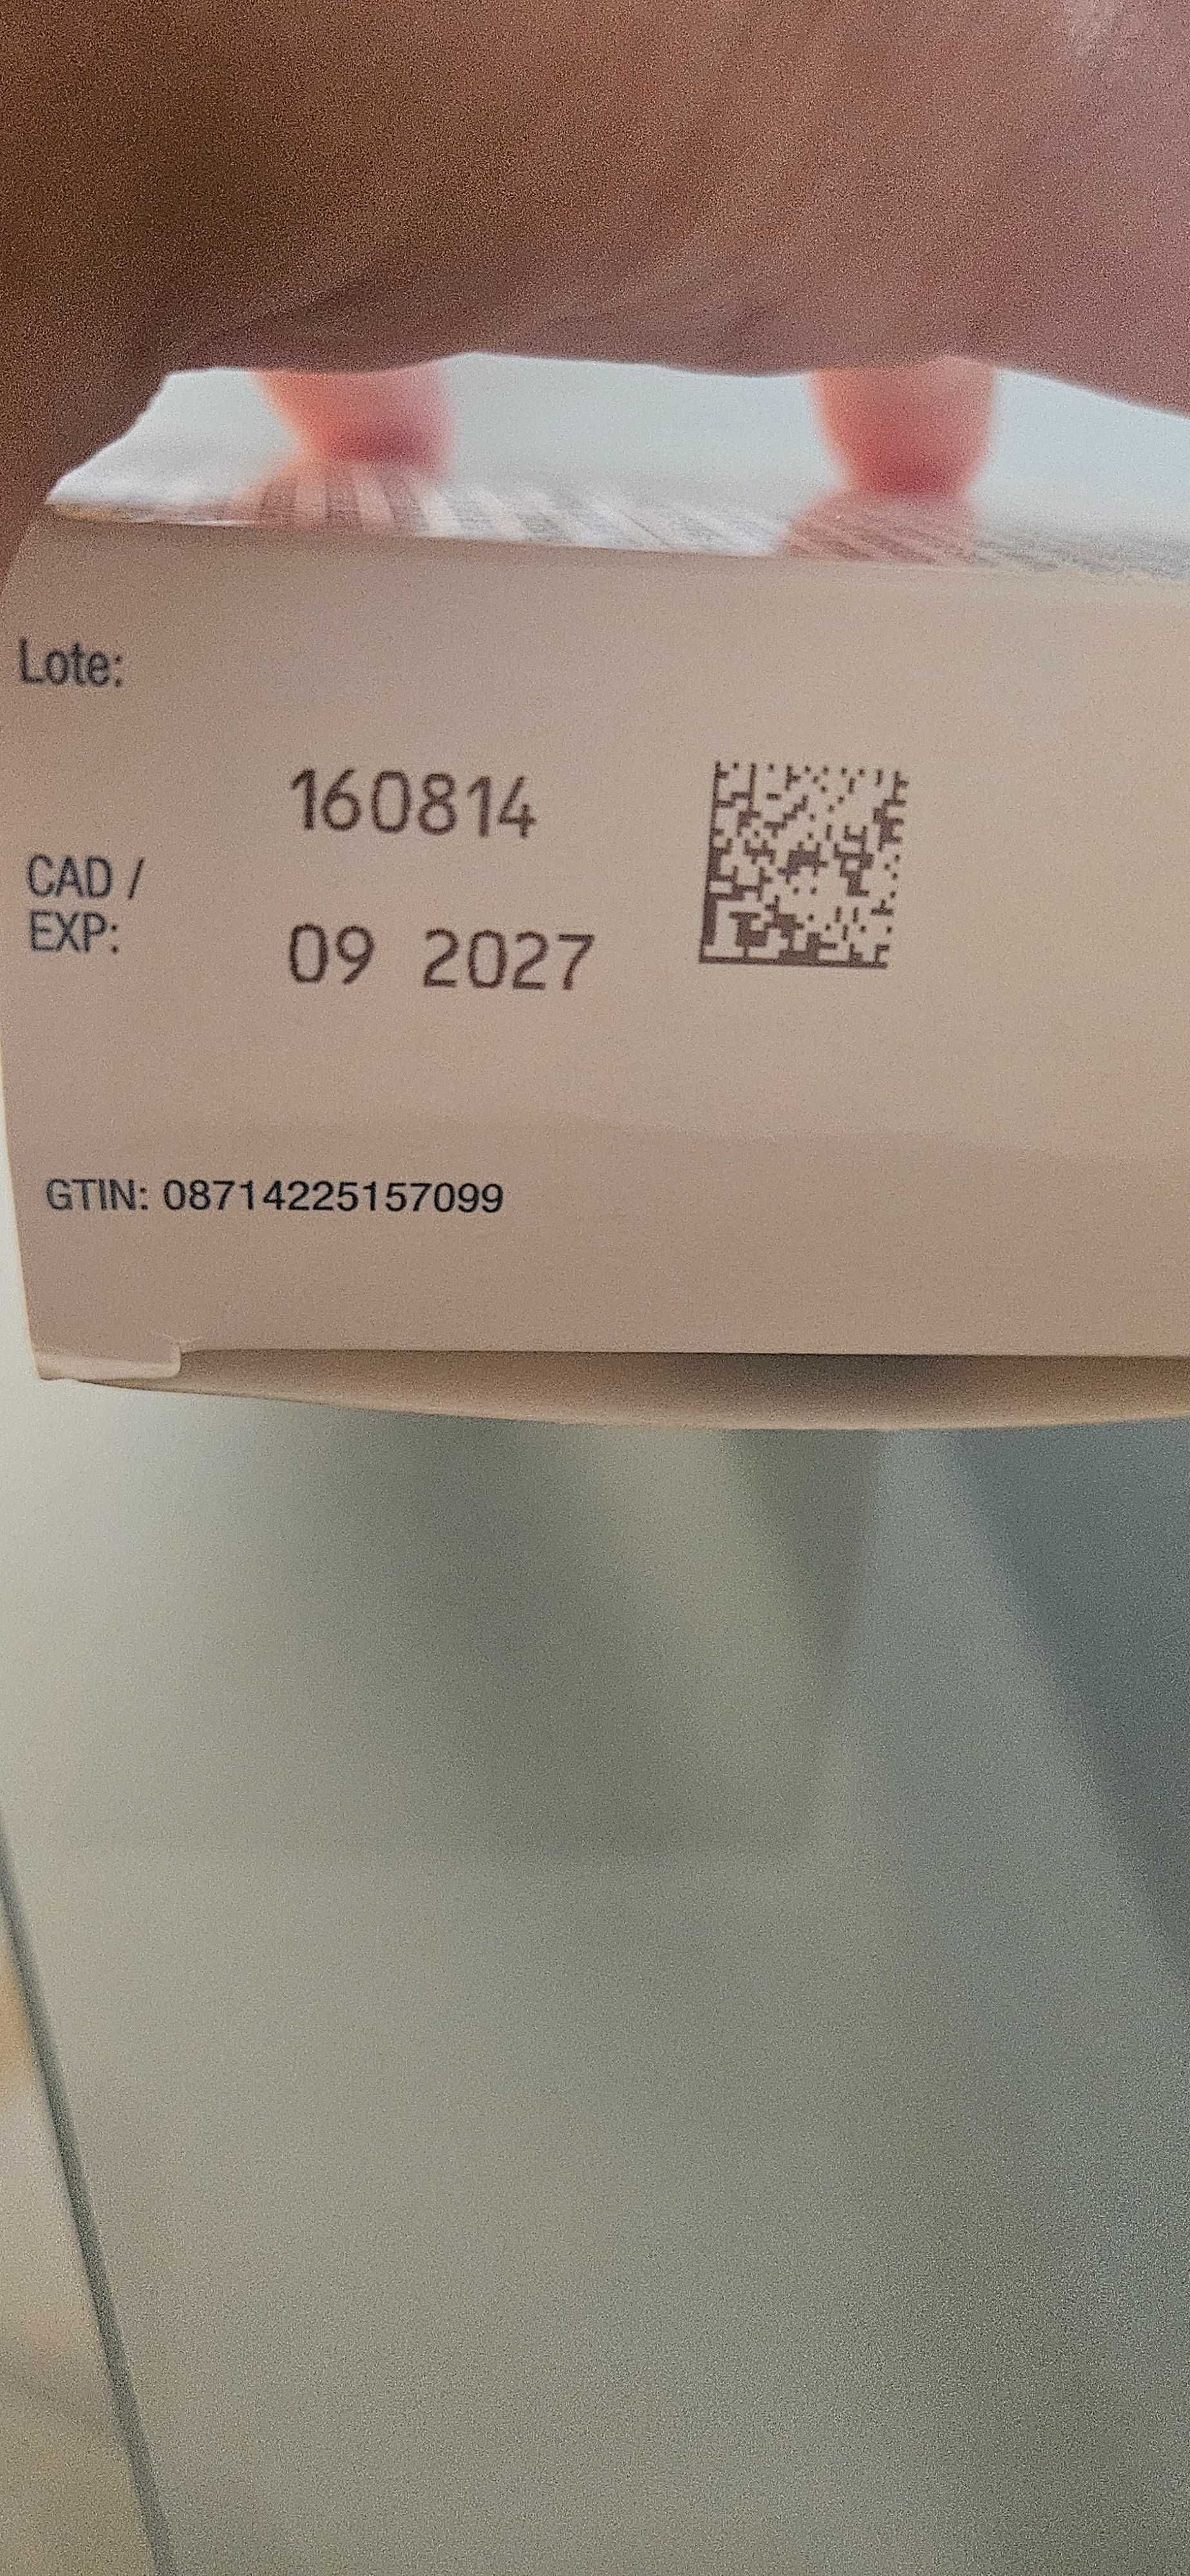 Lote:
160814
CAD /
EXP:
09 2027
GTIN: 08714225157099